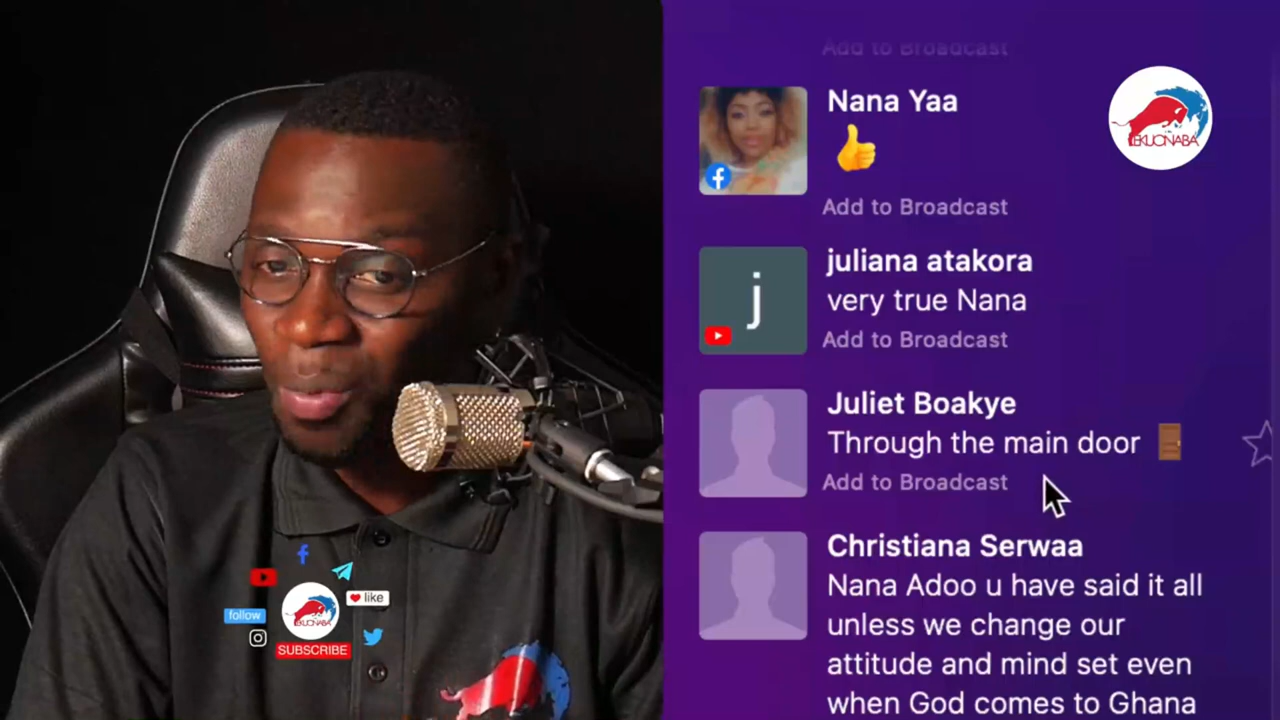 Add to Broadcast
Nana Yaa
👍
Add to Broadcast
EKUONABA
juliana atakora
j
very true Nana
Add to Broadcast
Juliet Boakye
Through the main door 🚪
Add to Broadcast
Christiana Serwaa
Nana Adoo u have said it all
unless we change our
attitude and mind set even
when God comes to Ghana
like
follow
EKUONABA
SUBSCRIBE